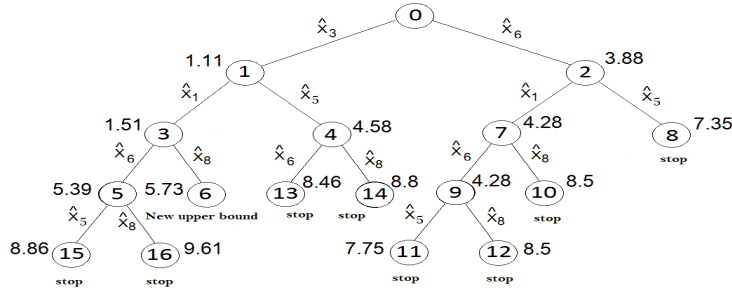 0
x̂3 x̂6
1.11 1 2 3.88
x̂1 x̂5 x̂1 x̂5
1.51 3 4 4.58 7 4.28 8 7.35
stop
x̂6 x̂8 x̂6 x̂8 x̂6 x̂8
5.39 5 5.73 6 13 8.46 14 8.8 9 4.28 10 8.5
New upper bound stop stop stop
x̂5 x̂8 x̂5 x̂8
8.86 15 16 9.61 7.75 11 12 8.5
stop stop stop stop